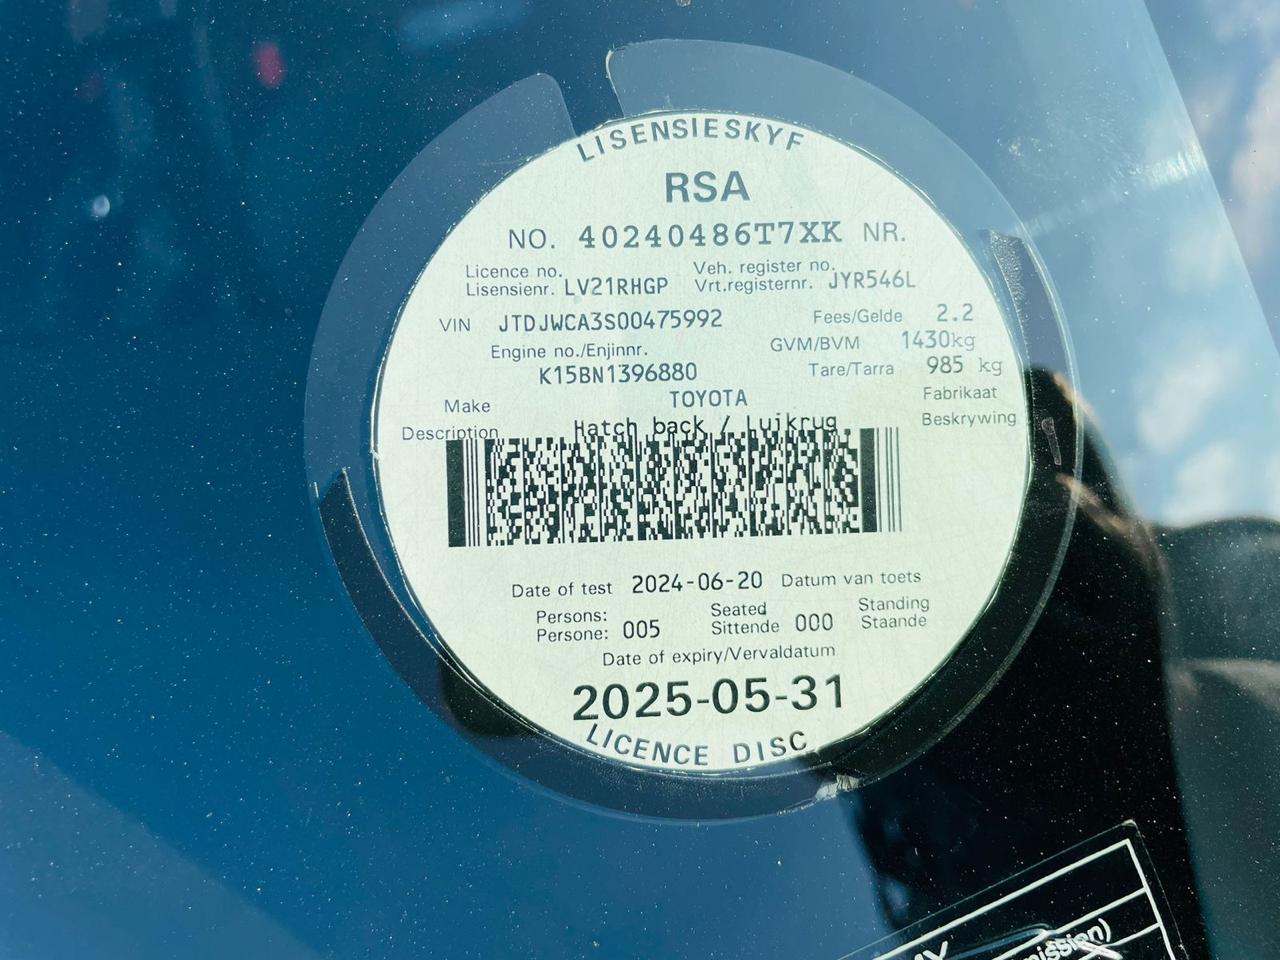 LISENSIESKYF
RSA
NO. 40240486T7XK NR.
Licence no. Veh. register no.
Lisensienr. LV21RHGP Vrt.registernr. JYR546L
VIN JTDJWCA3S00475992 Fees/Gelde 2.2
Engine no./Enjinnr. GVM/BVM 1430kg
K15BN1396880 Tare/Tarra 985 kg
Make TOYOTA Fabrikaat
Description Hatch back / Luikrug Beskrywing
Date of test 2024-06-20 Datum van toets
Persons: Seated Standing
Persone: 005 Sittende 000 Staande
Date of expiry/Vervaldatum
2025-05-31
LICENCE DISC